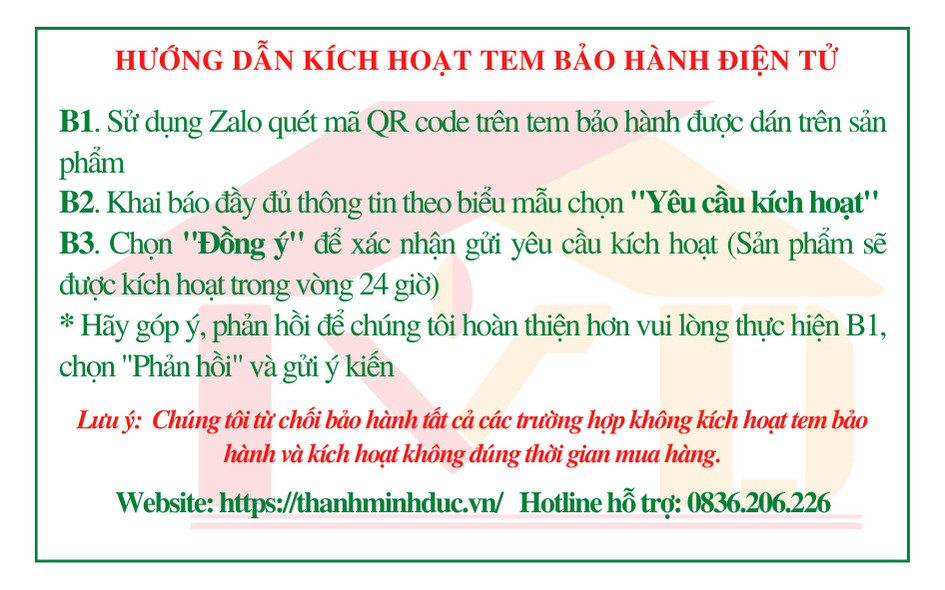 HƯỚNG DẪN KÍCH HOẠT TEM BẢO HÀNH ĐIỆN TỬ
B1. Sử dụng Zalo quét mã QR code trên tem bảo hành được dán trên sản
phẩm
B2. Khai báo đầy đủ thông tin theo biểu mẫu chọn "Yêu cầu kích hoạt"
B3. Chọn "Đồng ý" để xác nhận gửi yêu cầu kích hoạt (Sản phẩm sẽ
được kích hoạt trong vòng 24 giờ)
* Hãy góp ý, phản hồi để chúng tôi hoàn thiện hơn vui lòng thực hiện B1,
chọn "Phản hồi" và gửi ý kiến
Lưu ý: Chúng tôi từ chối bảo hành tất cả các trường hợp không kích hoạt tem bảo
hành và kích hoạt không đúng thời gian mua hàng.
Website: https://thanhminhduc.vn/ Hotline hỗ trợ: 0836.206.226